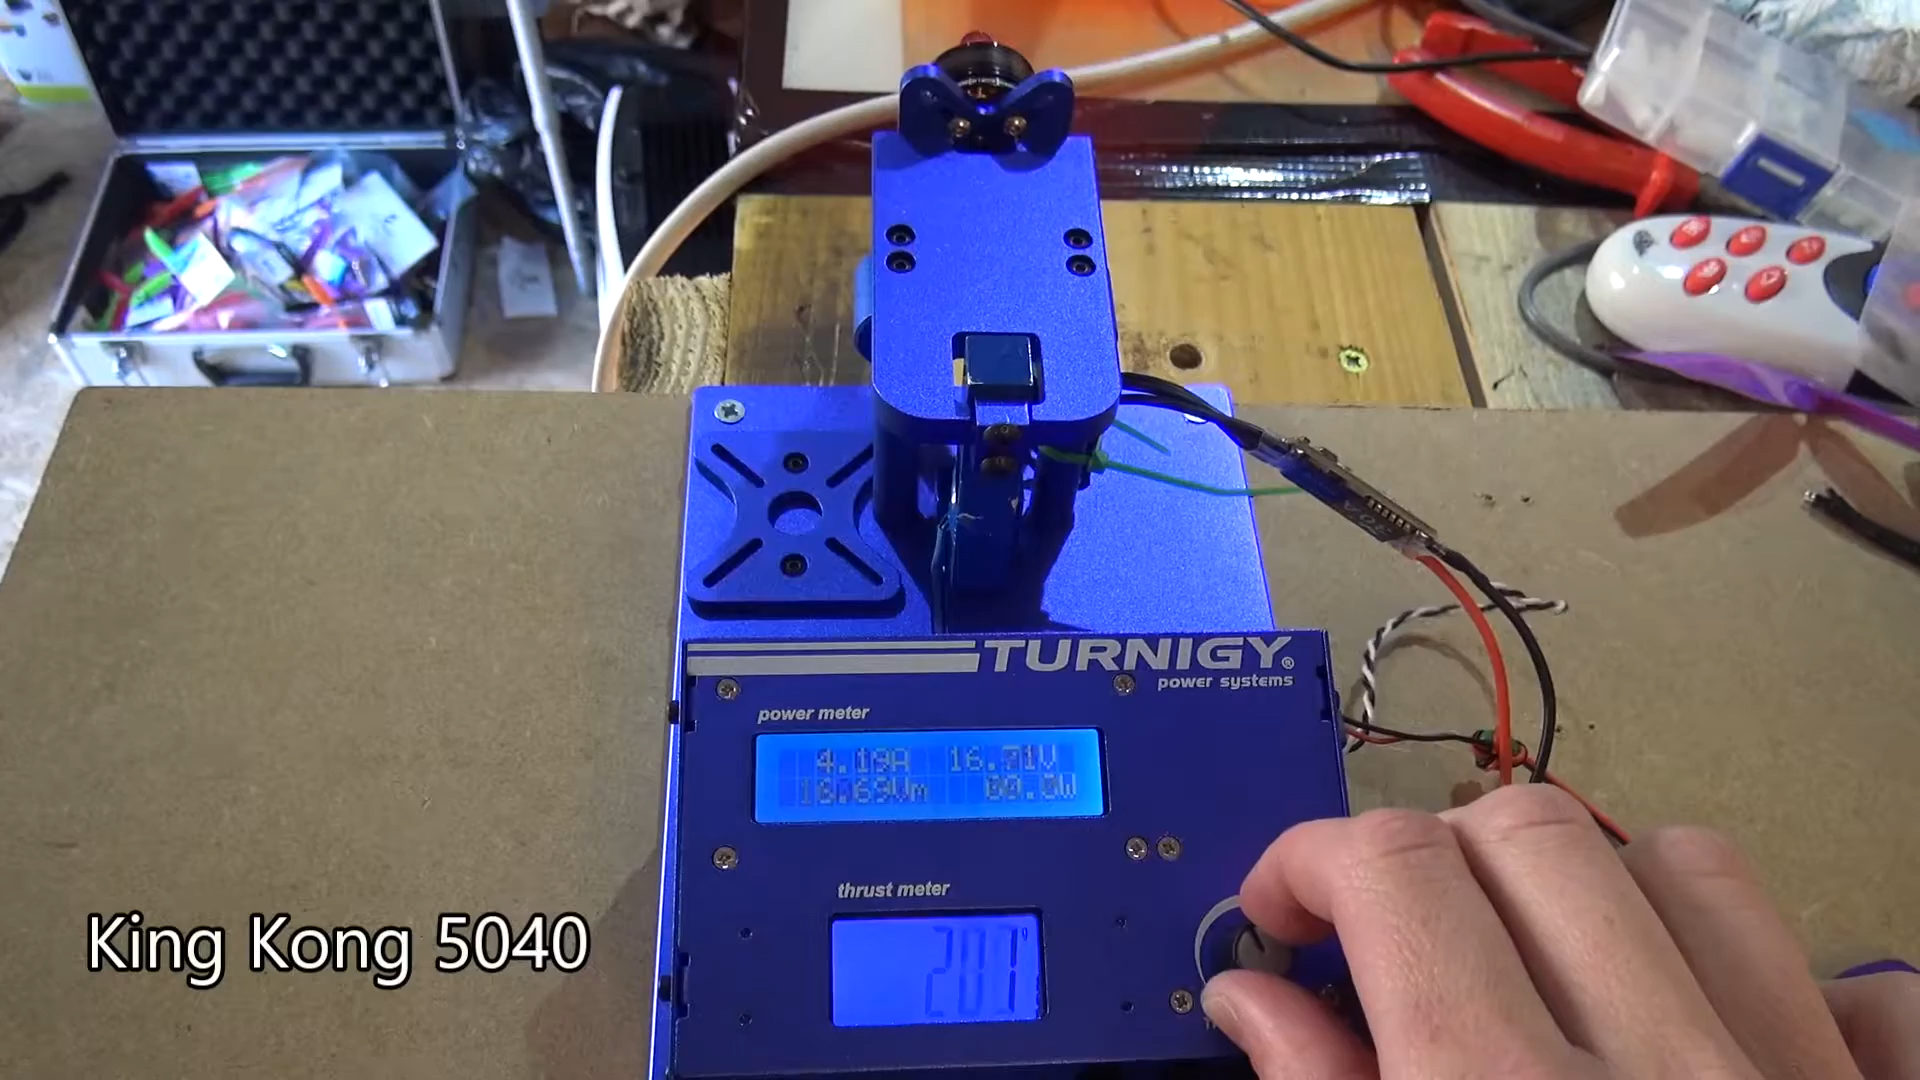 TURNIGY®
power systems
power meter
4.19A 16.71V
thrust meter
King Kong 5040